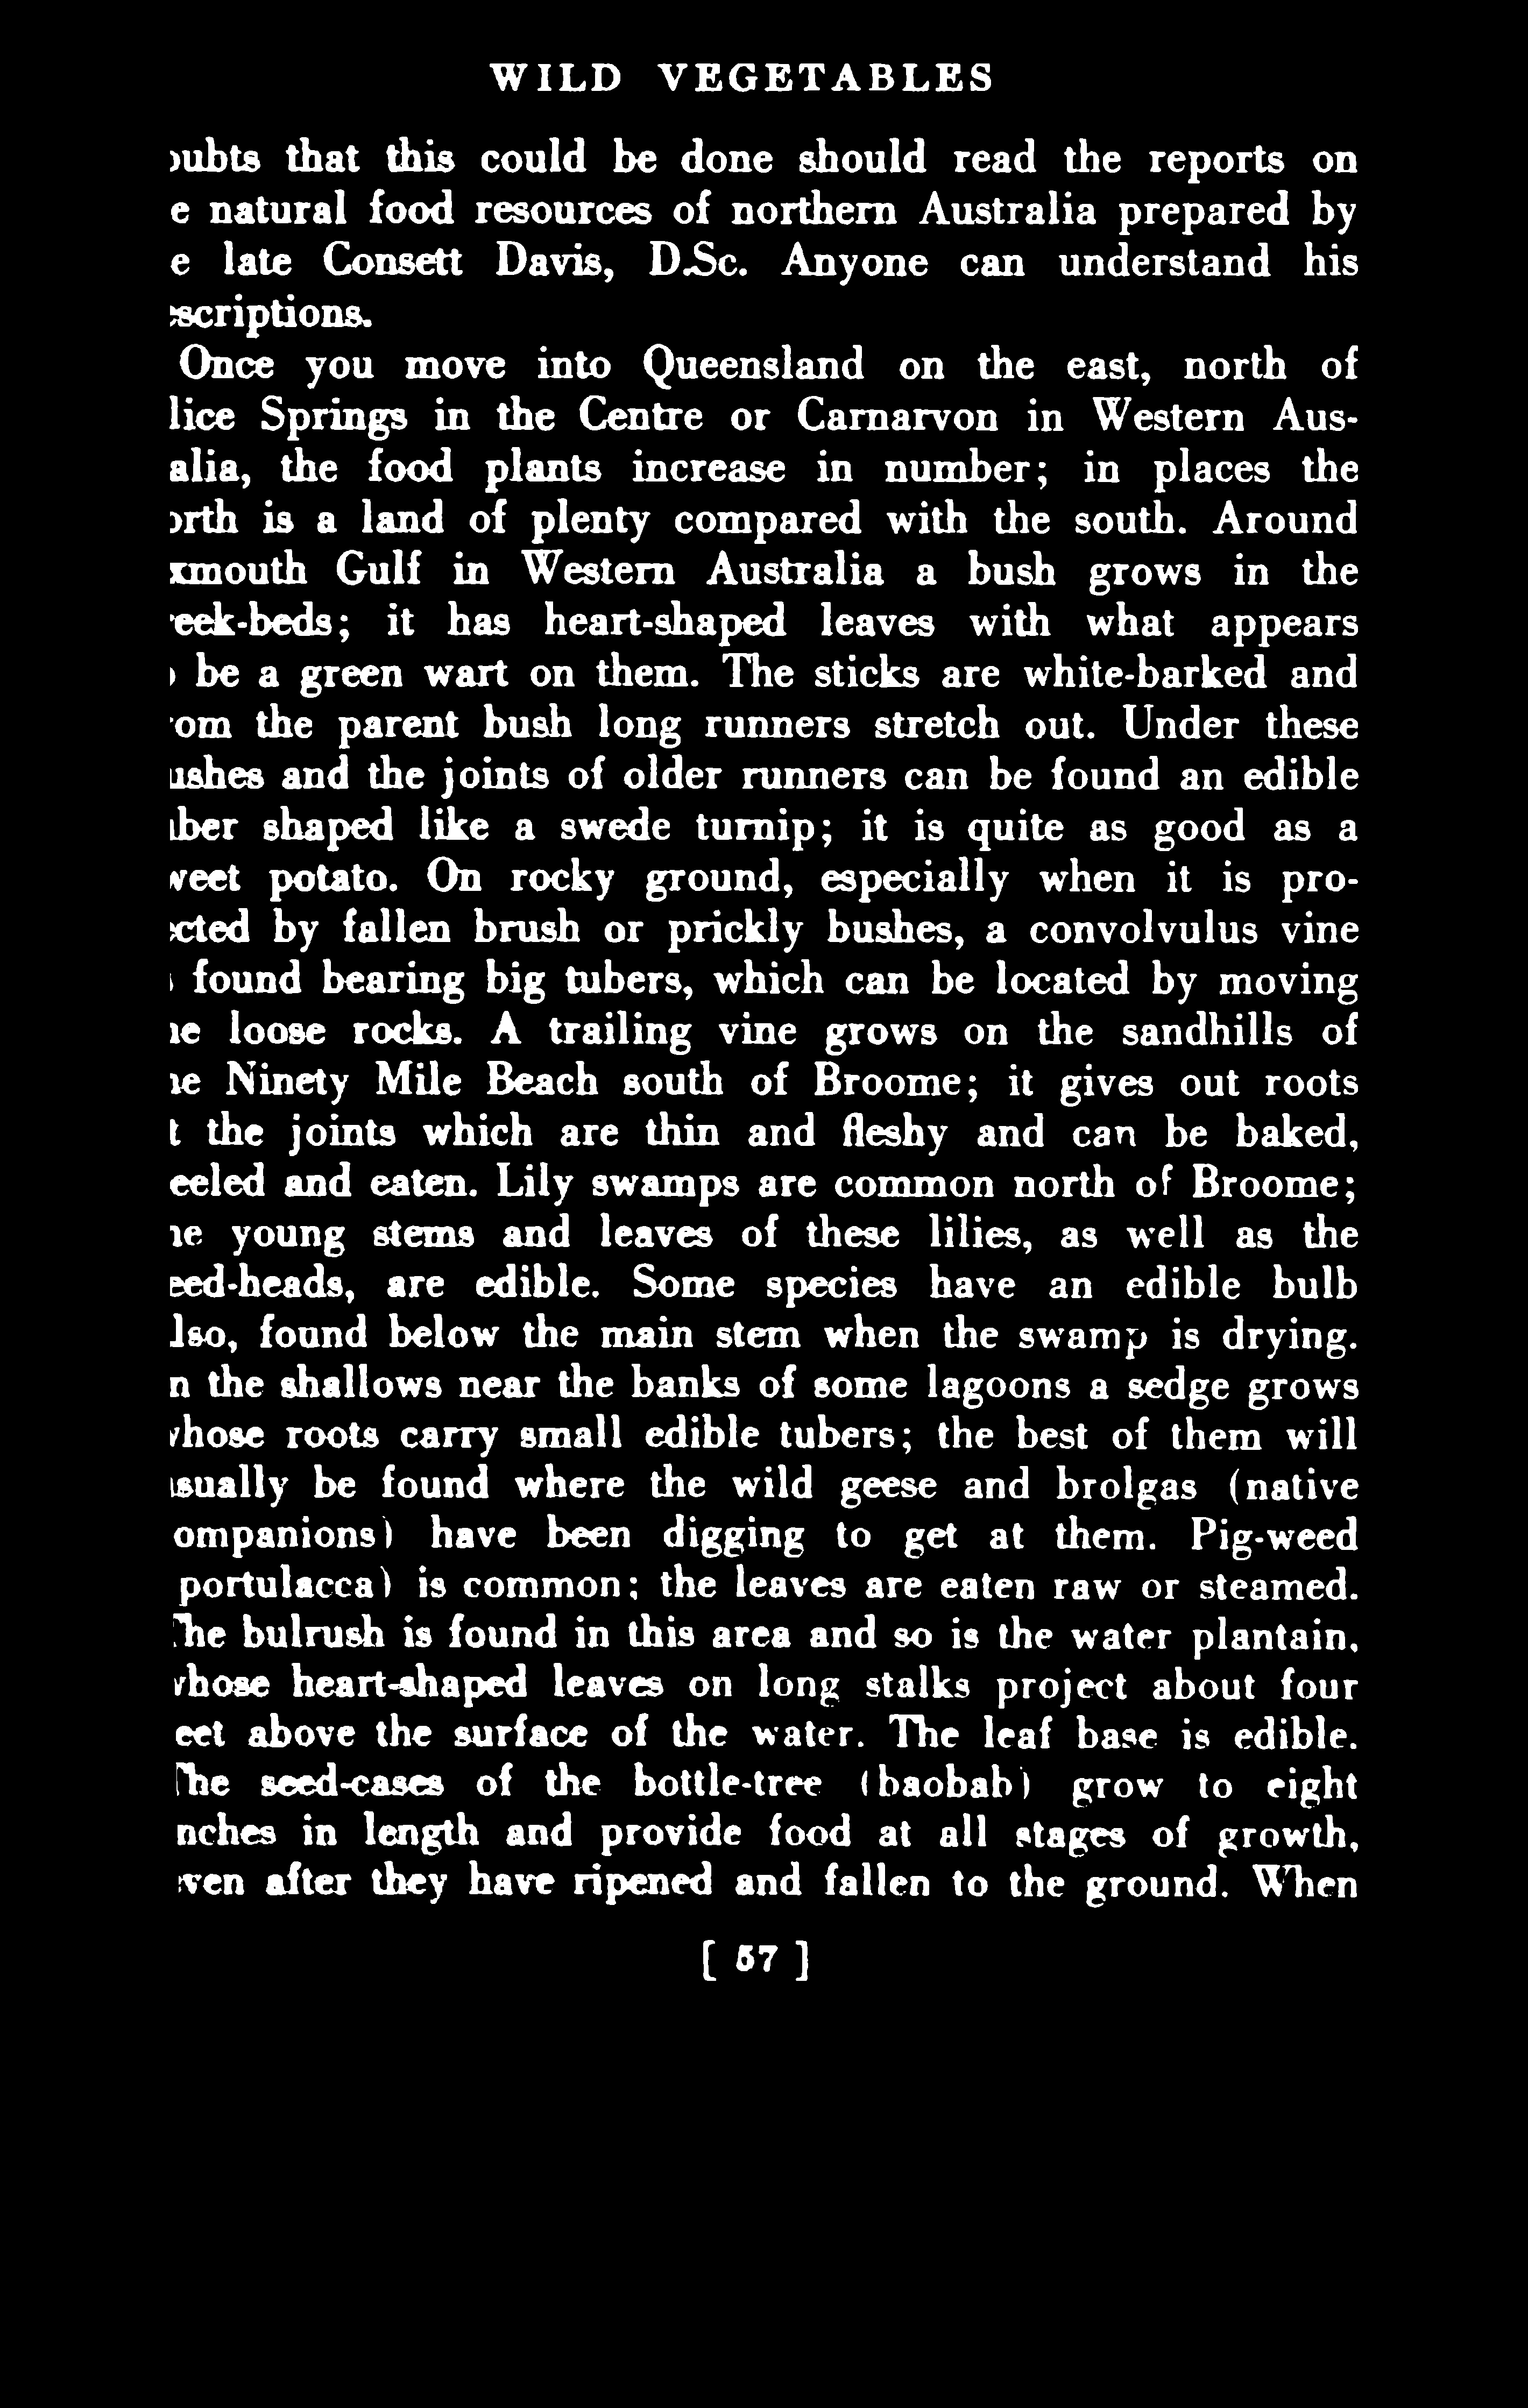 WILD VEGETABLES
ubts that this could be done should read the reports on
e natural food resources of northern Australia prepared by
e late Consett Davis, D.Sc. Anyone can understand his
scriptions.
Once you move into Queensland on the east, north of
lice Springs in the Centre or Carnarvon in Western Aus-
alia, the food plants increase in number; in places the
rth is a land of plenty compared with the south. Around
xmouth Gulf in Western Australia a bush grows in the
eek-beds; it has heart-shaped leaves with what appears
be a green wart on them. The sticks are white-barked and
om the parent bush long runners stretch out. Under these
ushes and the joints of older runners can be found an edible
ber shaped like a swede turnip; it is quite as good as a
weet potato. On rocky ground, especially when it is pro-
cted by fallen brush or prickly bushes, a convolvulus vine
found bearing big tubers, which can be located by moving
e loose rocks. A trailing vine grows on the sandhills of
e Ninety Mile Beach south of Broome; it gives out roots
t the joints which are thin and fleshy and can be baked,
eeled and eaten. Lily swamps are common north of Broome;
e young stems and leaves of these lilies, as well as the
eed-heads, are edible. Some species have an edible bulb
lso, found below the main stem when the swamp is drying.
n the shallows near the banks of some lagoons a sedge grows
whose roots carry small edible tubers; the best of them will
usually be found where the wild geese and brolgas (native
ompanions) have been digging to get at them. Pig-weed
portulacca) is common; the leaves are eaten raw or steamed.
The bulrush is found in this area and so is the water plantain,
whose heart-shaped leaves on long stalks project about four
eet above the surface of the water. The leaf base is edible.
The seed-cases of the bottle-tree (baobab) grow to eight
nches in length and provide food at all stages of growth,
ven after they have ripened and fallen to the ground. When
[ 57 ]